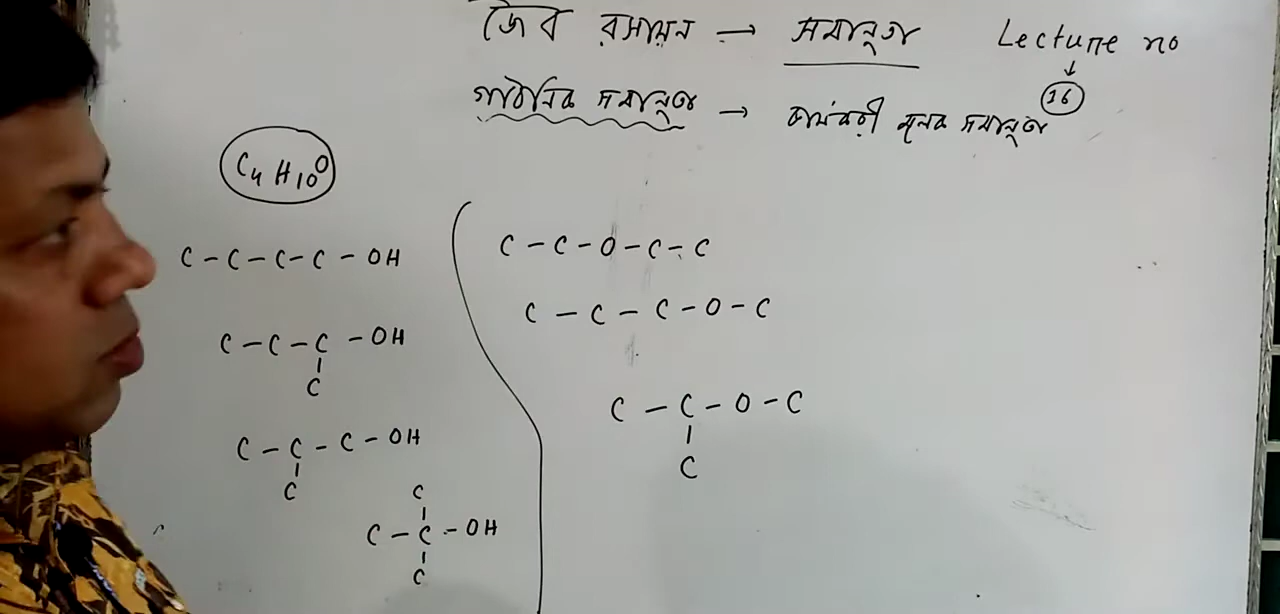 জৈব রসায়ন → সমানুতা Lecture no
↓
16
গাঠনিক সমানুতা → কার্যকরী মূলক সমানুতা
C4H10O
C-C-C-C-OH
C-C-C-OH
|
C
C-C-C-OH
|
C
C
|
C-C-OH
|
C
C-C-O-C-C
C-C-C-O-C
C-C-O-C
|
C